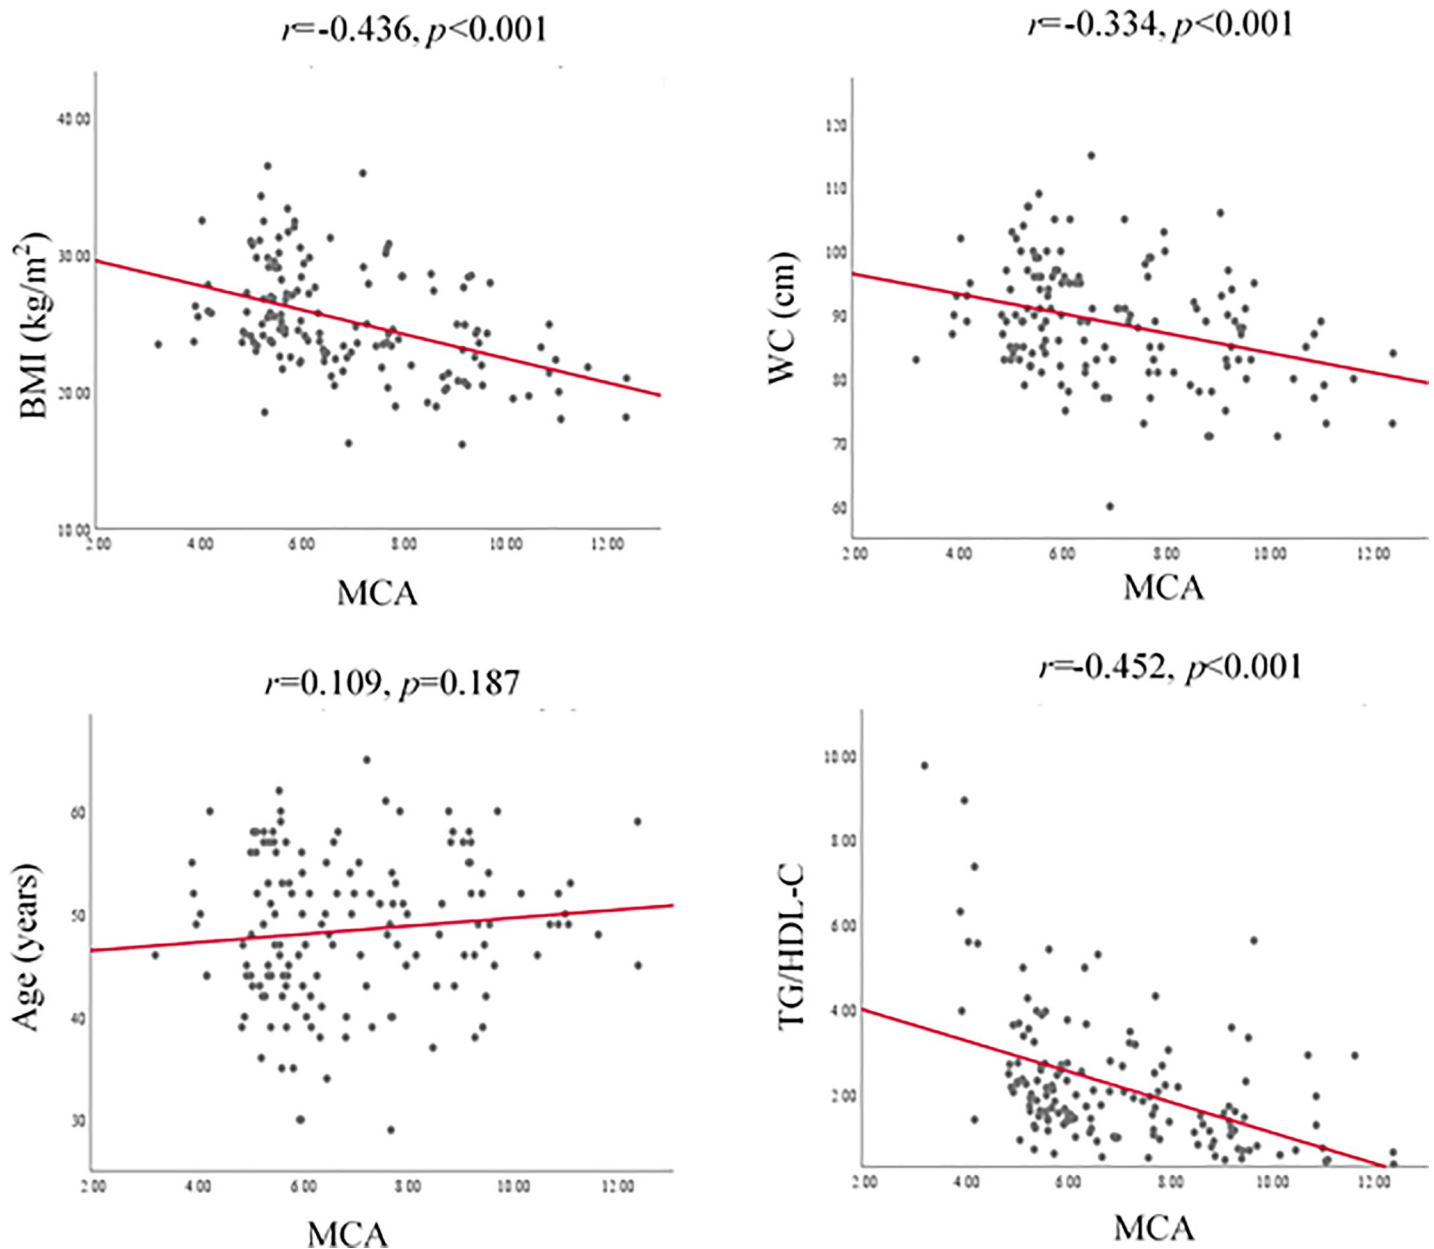 r=-0.436, p<0.001
40.00
30.00
20.00
10.00
BMI (kg/m2)
2.00 4.00 6.00 8.00 10.00 12.00
MCA
r=-0.334, p<0.001
120
110
100
90
80
70
60
WC (cm)
2.00 4.00 6.00 8.00 10.00 12.00
MCA
r=0.109, p=0.187
60
50
40
30
Age (years)
2.00 4.00 6.00 8.00 10.00 12.00
MCA
r=-0.452, p<0.001
10.00
8.00
6.00
4.00
2.00
TG/HDL-C
2.00 4.00 6.00 8.00 10.00 12.00
MCA